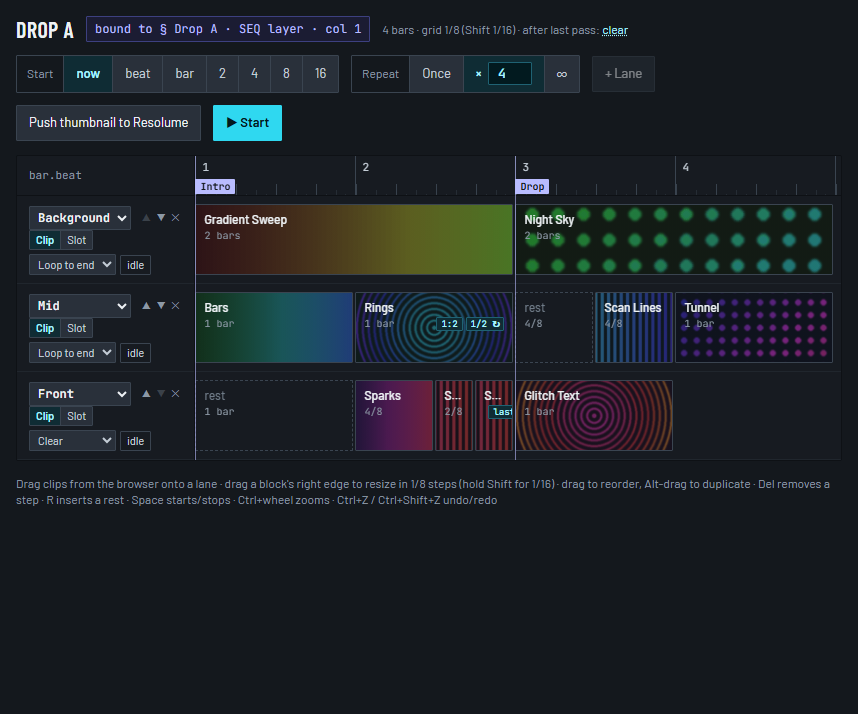 DROP A bound to § Drop A · SEQ layer · col 1 4 bars · grid 1/8 (Shift 1/16) · after last pass: clear
Start now beat bar 2 4 8 16 Repeat Once × 4 ∞ + Lane
Push thumbnail to Resolume ▶ Start
bar.beat 1 2 3 4
Intro Drop
Background ▲ ▼ ×
Clip Slot
Loop to end idle
Gradient Sweep
2 bars
Night Sky
2 bars
Mid ▲ ▼ ×
Clip Slot
Loop to end idle
Bars
1 bar
Rings
1 bar 1:2 1/2 ↻
rest
4/8
Scan Lines
4/8
Tunnel
1 bar
Front ▲ ▼ ×
Clip Slot
Clear idle
rest
1 bar
Sparks
4/8
S...
2/8
S...
last
Glitch Text
1 bar
Drag clips from the browser onto a lane · drag a block's right edge to resize in 1/8 steps (hold Shift for 1/16) · drag to reorder, Alt-drag to duplicate · Del removes a
step · R inserts a rest · Space starts/stops · Ctrl+wheel zooms · Ctrl+Z / Ctrl+Shift+Z undo/redo